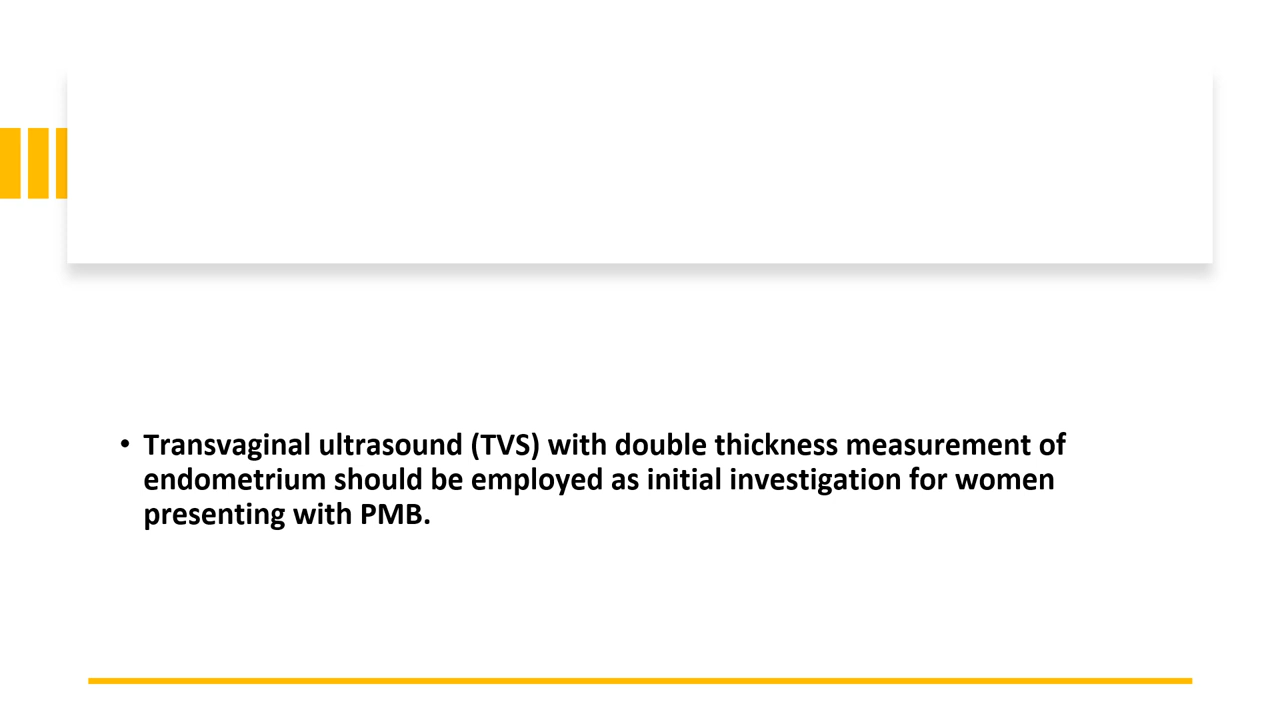 • Transvaginal ultrasound (TVS) with double thickness measurement of
endometrium should be employed as initial investigation for women
presenting with PMB.